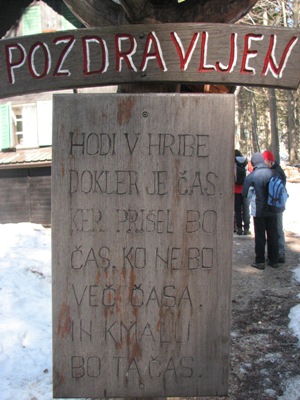 POZDRAVLJEN
HODI V HRIBE
DOKLER JE ČAS.
KER PRIŠEL BO
ČAS, KO NE BO
VEČ ČASA.
IN KMALU
BO TA ČAS.